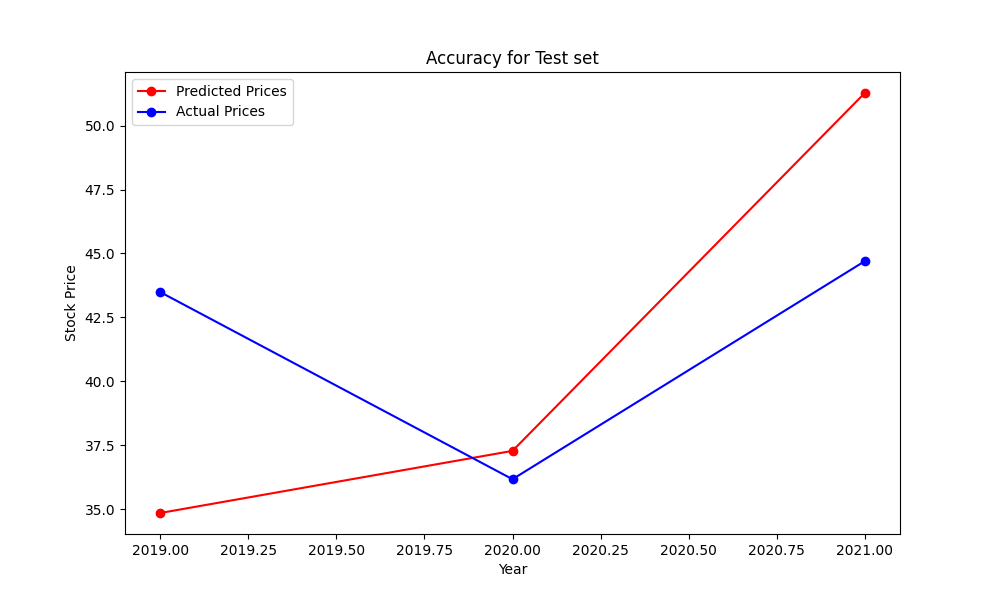 Accuracy for Test set
Predicted Prices
Actual Prices
50.0
47.5
45.0
42.5
40.0
37.5
35.0
Stock Price
2019.00 2019.25 2019.50 2019.75 2020.00 2020.25 2020.50 2020.75 2021.00
Year